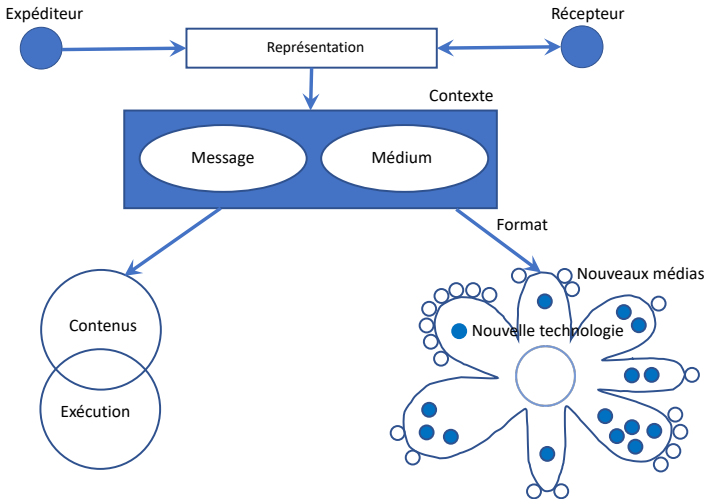 Expéditeur
Récepteur
Représentation
Contexte
Message
Médium
Format
Nouveaux médias
Contenus
Nouvelle technologie
Exécution